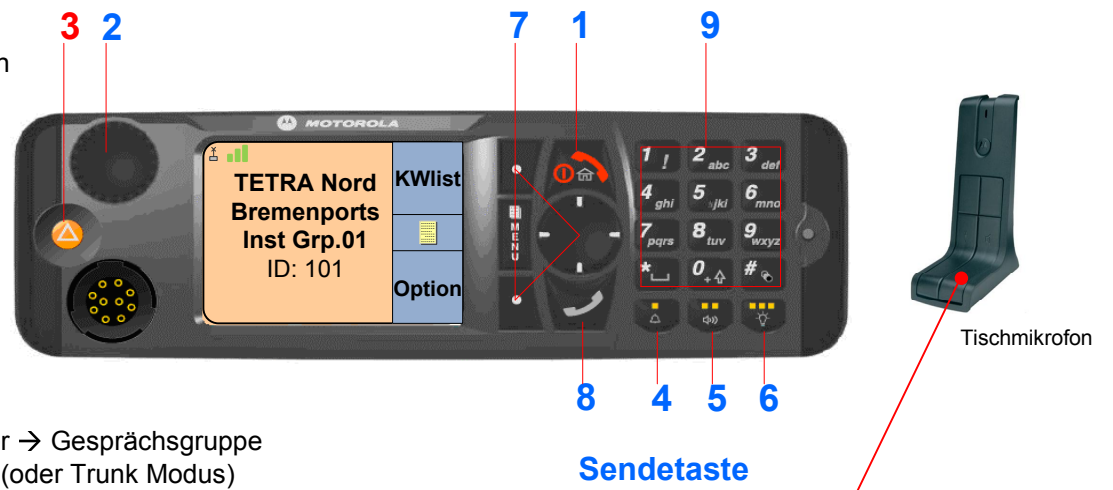 3 2 7 1 9
n
MOTOROLA
TETRA Nord
Bremenports
Inst Grp.01
ID: 101
KWlist
Option
MENU
1 !
2 abc
3 def
4 ghi
5 jkl
6 mno
7 pqrs
8 tuv
9 wxyz
*
0 +
#
Tischmikrofon
8 4 5 6
r → Gesprächsgruppe
(oder Trunk Modus)
Sendetaste